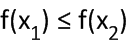 f(x₁) ≤ f(x₂)